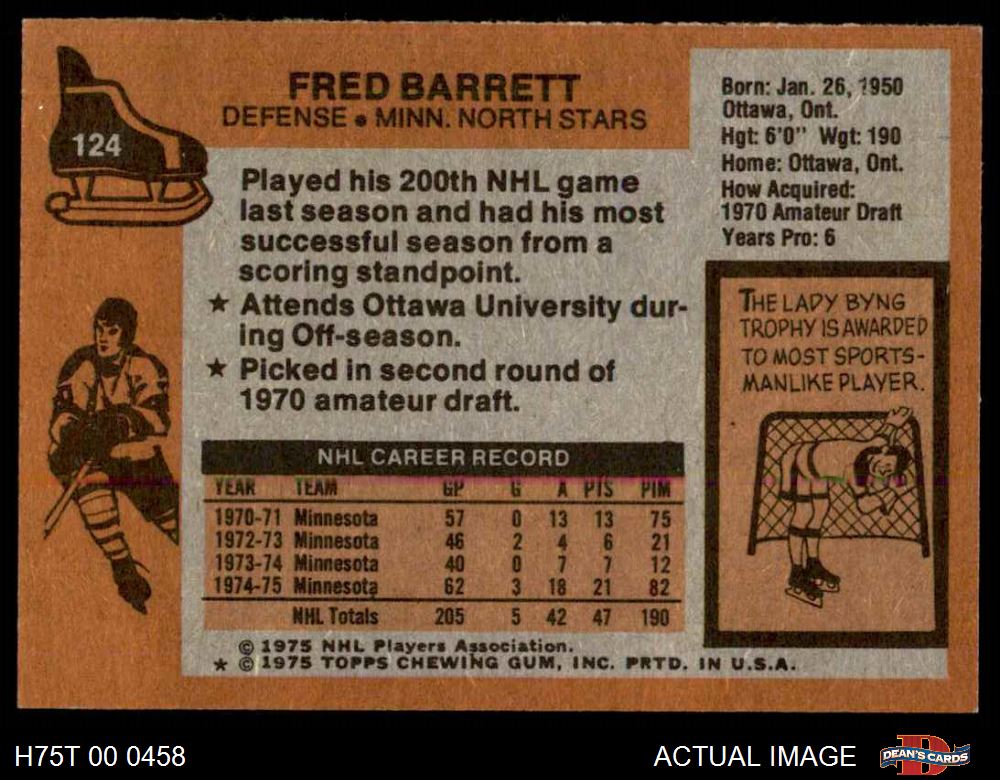 124
FRED BARRETT
DEFENSE • MINN. NORTH STARS
Born: Jan. 26, 1950
Ottawa, Ont.
Hgt: 6'0" Wgt: 190
Home: Ottawa, Ont.
How Acquired:
1970 Amateur Draft
Years Pro: 6
Played his 200th NHL game
last season and had his most
successful season from a
scoring standpoint.
★ Attends Ottawa University dur-
ing Off-season.
★ Picked in second round of
1970 amateur draft.
THE LADY BYNG
TROPHY IS AWARDED
TO MOST SPORTS-
MANLIKE PLAYER.
NHL CAREER RECORD
YEAR TEAM GP G A PTS PIM
1970-71 Minnesota 57 0 13 13 75
1972-73 Minnesota 46 2 4 6 21
1973-74 Minnesota 40 0 7 7 12
1974-75 Minnesota 62 3 18 21 82
NHL Totals 205 5 42 47 190
© 1975 NHL Players Association.
★ © 1975 TOPPS CHEWING GUM, INC. PRTD. IN U.S.A.
H75T 00 0458
ACTUAL IMAGE
D
DEAN'S CARDS